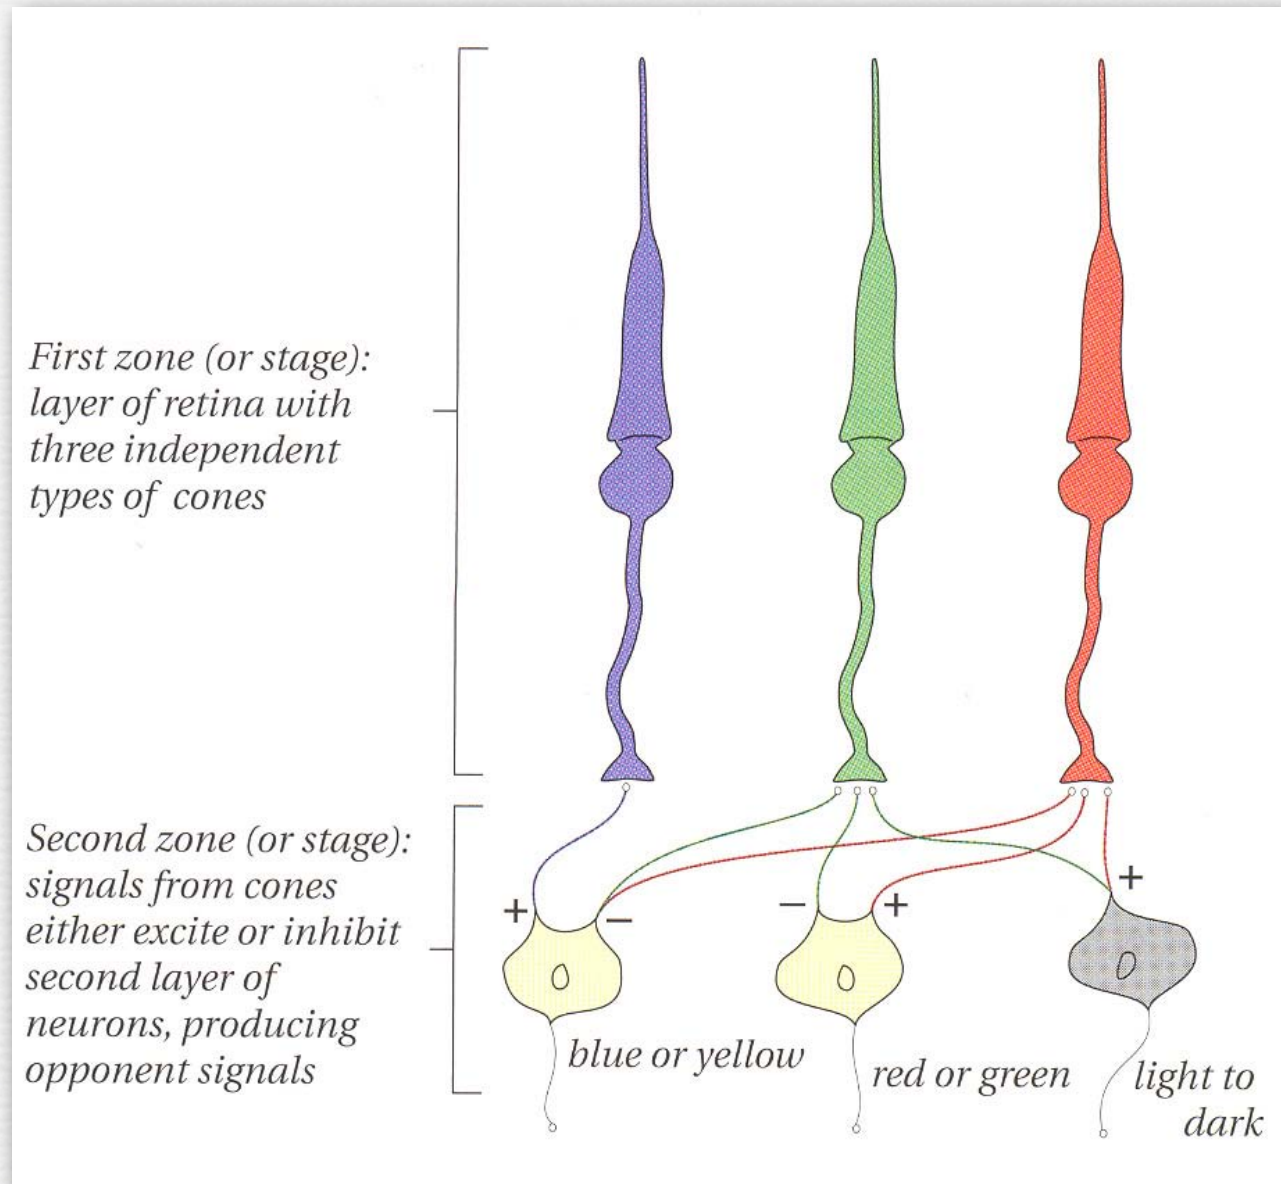 First zone (or stage):
layer of retina with
three independent
types of cones
Second zone (or stage):
signals from cones
either excite or inhibit
second layer of
neurons, producing
opponent signals
+
−
−
+
+
blue or yellow
red or green
light to
dark